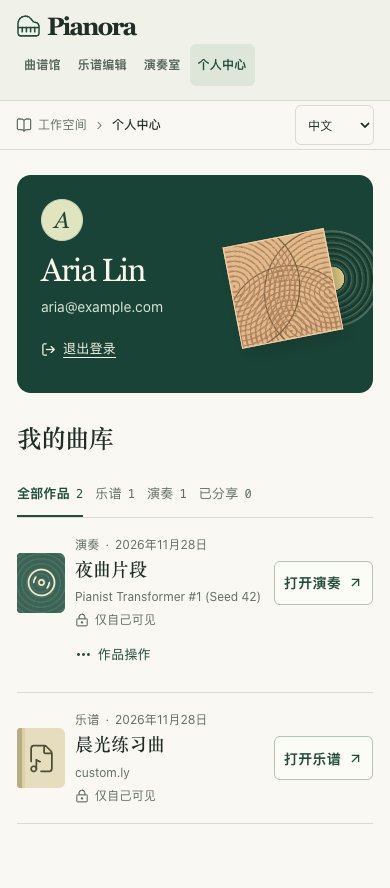 Pianora
曲谱馆 乐谱编辑 演奏室 个人中心
工作空间 › 个人中心
中文
A
Aria Lin
aria@example.com
退出登录
我的曲库
全部作品 2 乐谱 1 演奏 1 已分享 0
演奏 · 2026年11月28日
夜曲片段
Pianist Transformer #1 (Seed 42)
仅自己可见
打开演奏
··· 作品操作
乐谱 · 2026年11月28日
晨光练习曲
custom.ly
仅自己可见
打开乐谱